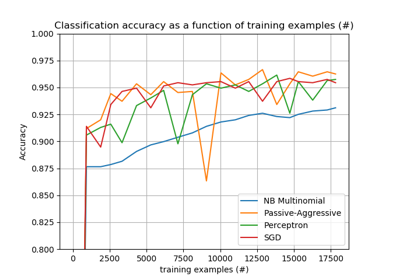 Classification accuracy as a function of training examples (#)
1.000
0.975
0.950
0.925
0.900
0.875
0.850
0.825
0.800
Accuracy
NB Multinomial
Passive-Aggressive
Perceptron
SGD
0 2500 5000 7500 10000 12500 15000 17500
training examples (#)